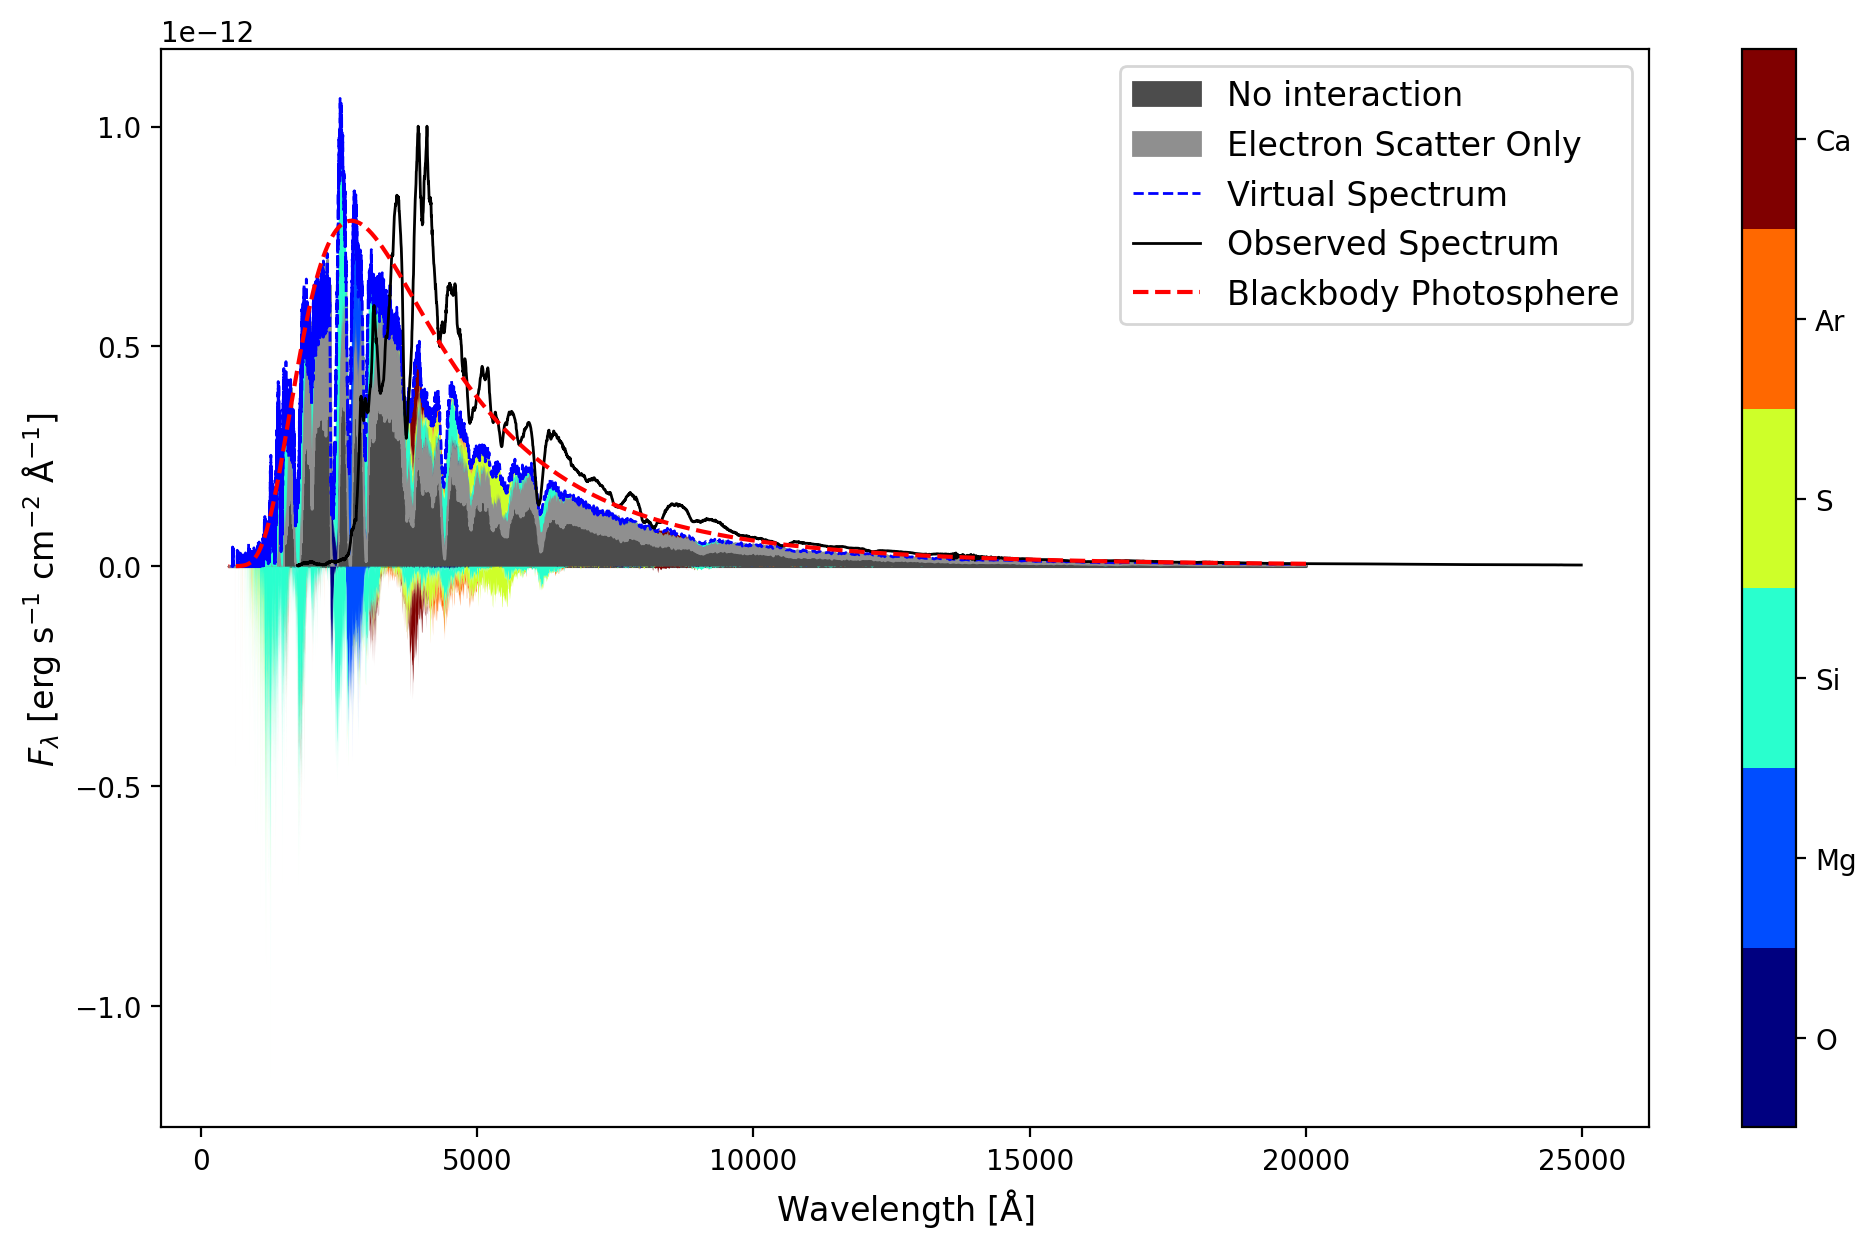 1e−12
1.0
0.5
0.0
−0.5
−1.0
F_λ [erg s⁻¹ cm⁻² Å⁻¹]
0
5000
10000
15000
20000
25000
Wavelength [Å]
No interaction
Electron Scatter Only
Virtual Spectrum
Observed Spectrum
Blackbody Photosphere
Ca
Ar
S
Si
Mg
O